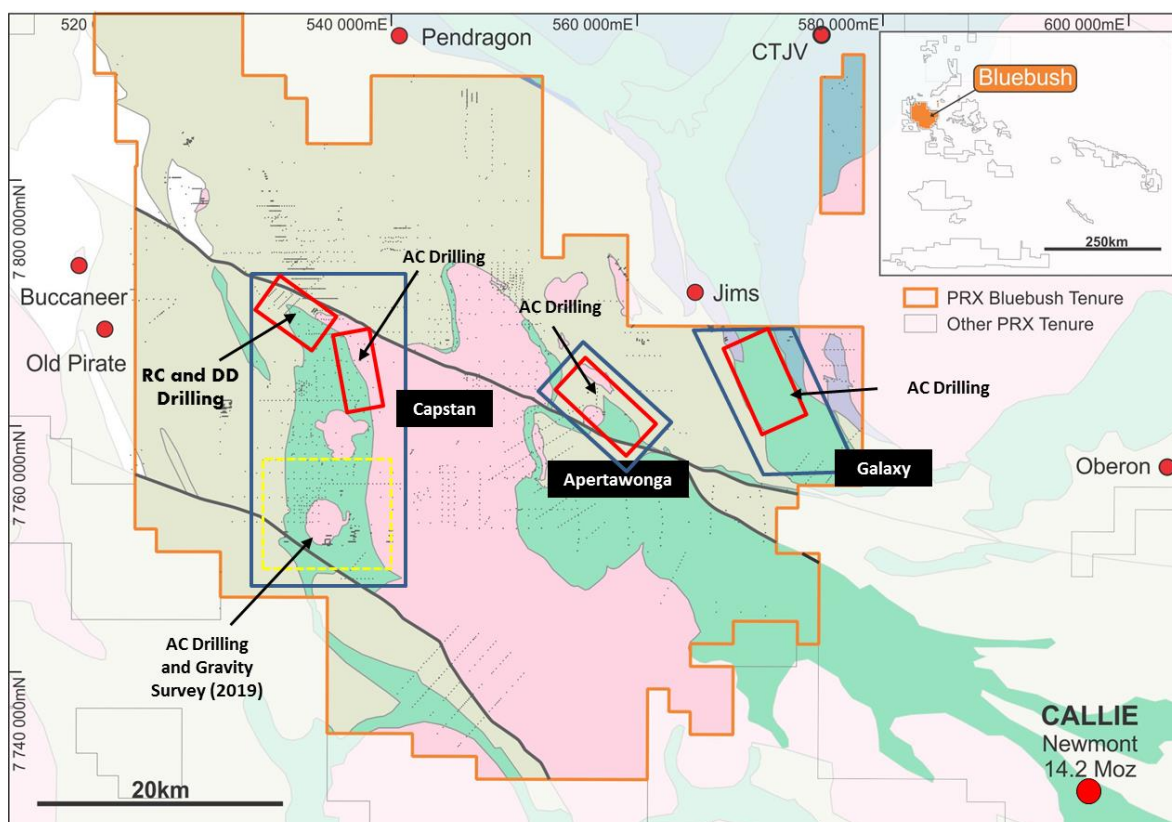 520
540 000mE
560 000mE
580 000mE
600 000mE
Pendragon
CTJV
Bluebush
250km
7 800 000mN
AC Drilling
Buccaneer
Old Pirate
AC Drilling
Jims
PRX Bluebush Tenure
Other PRX Tenure
RC and DD
Drilling
Capstan
AC Drilling
Apertawonga
Galaxy
Oberon
7 760 000mN
AC Drilling
and Gravity
Survey (2019)
7 740 000mN
CALLIE
Newmont
14.2 Moz
20km